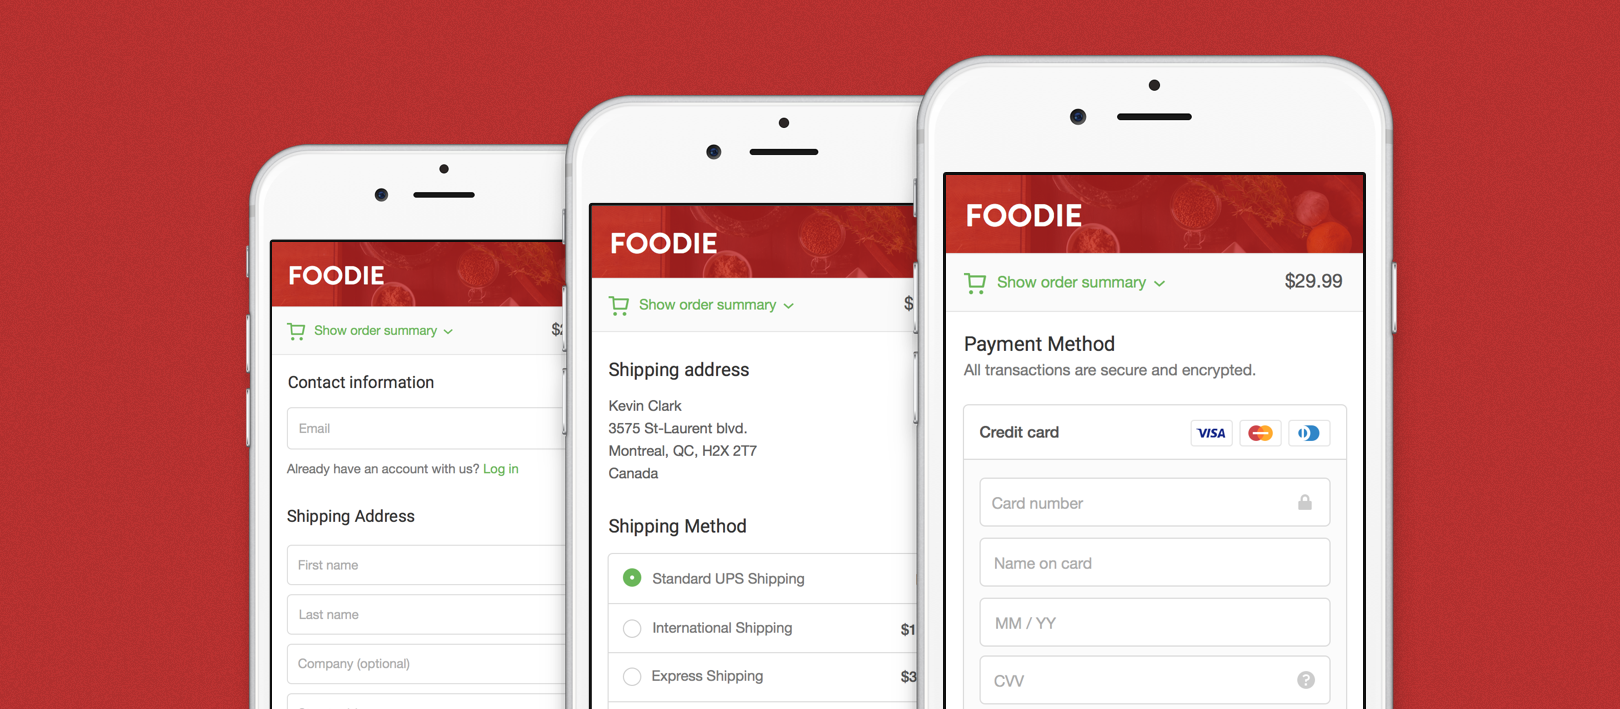 FOODIE
Show order summary
Contact information
Email
Already have an account with us? Log in
Shipping Address
First name
Last name
Company (optional)
FOODIE
Show order summary
$
Shipping address
Kevin Clark
3575 St-Laurent blvd.
Montreal, QC, H2X 2T7
Canada
Shipping Method
Standard UPS Shipping
International Shipping $1
Express Shipping $3
FOODIE
Show order summary $29.99
Payment Method
All transactions are secure and encrypted.
Credit card VISA
Card number
Name on card
MM / YY
CVV ?